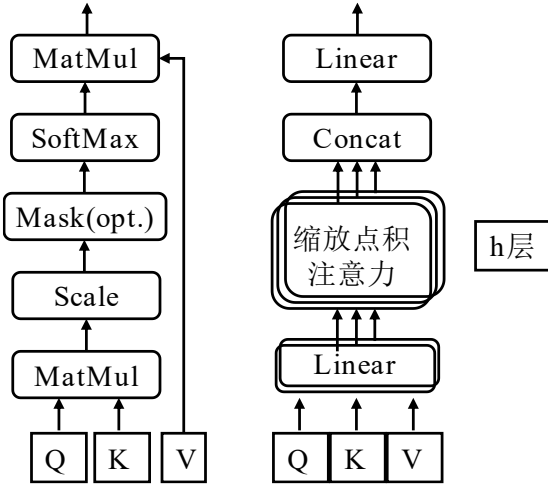 MatMul
SoftMax
Mask(opt.)
Scale
MatMul
Q K V
Linear
Concat
缩放点积
注意力
h层
Linear
Q K V